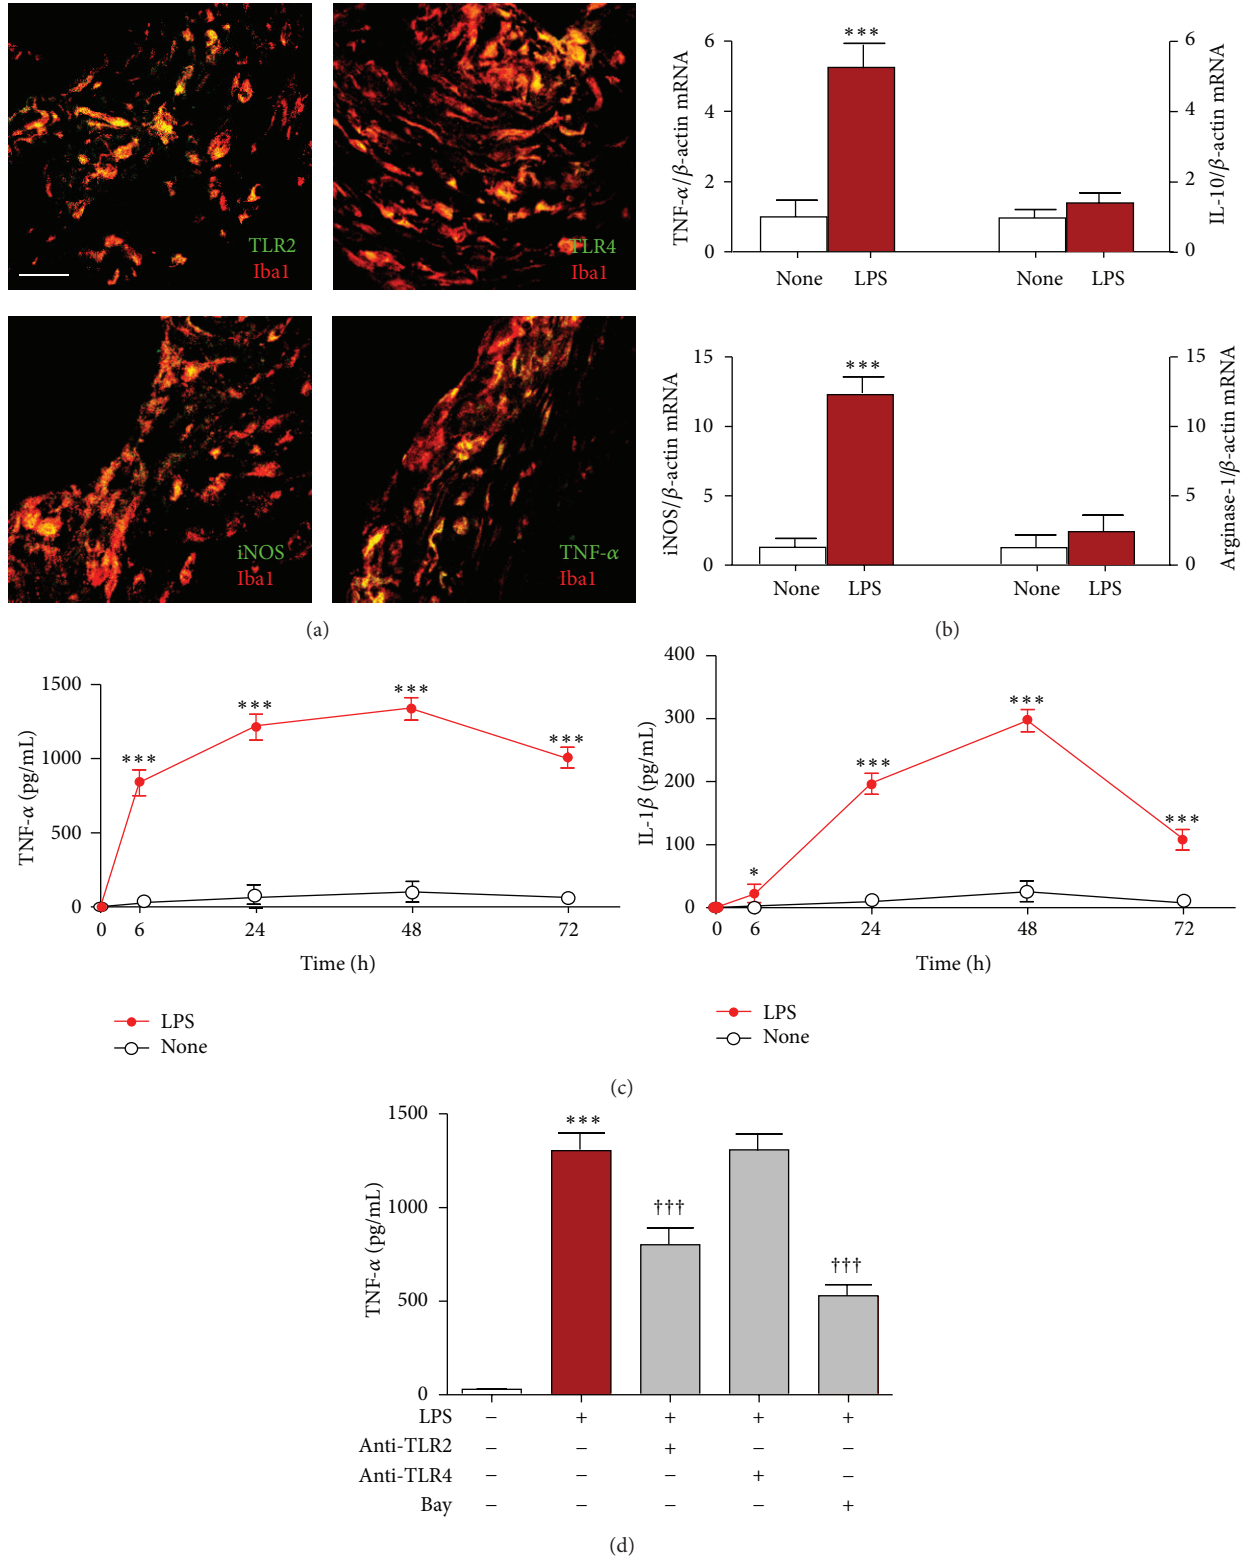 TLR2
Iba1
TLR4
Iba1
iNOS
Iba1
TNF-α
Iba1
(a)
TNF-α/β-actin mRNA
6
4
2
0
***
None
LPS
None
LPS
6
4
2
0
IL-10/β-actin mRNA
iNOS/β-actin mRNA
15
10
5
0
***
None
LPS
None
LPS
15
10
5
0
Arginase-1/β-actin mRNA
(b)
TNF-α (pg/mL)
1500
1000
500
0
***
***
***
***
0
6
24
48
72
Time (h)
LPS
None
IL-1β (pg/mL)
400
300
200
100
0
*
***
***
***
0
6
24
48
72
Time (h)
LPS
None
(c)
TNF-α (pg/mL)
1500
1000
500
0
***
†††
†††
LPS − + + + +
Anti-TLR2 − − + − −
Anti-TLR4 − − − + −
Bay − − − − +
(d)